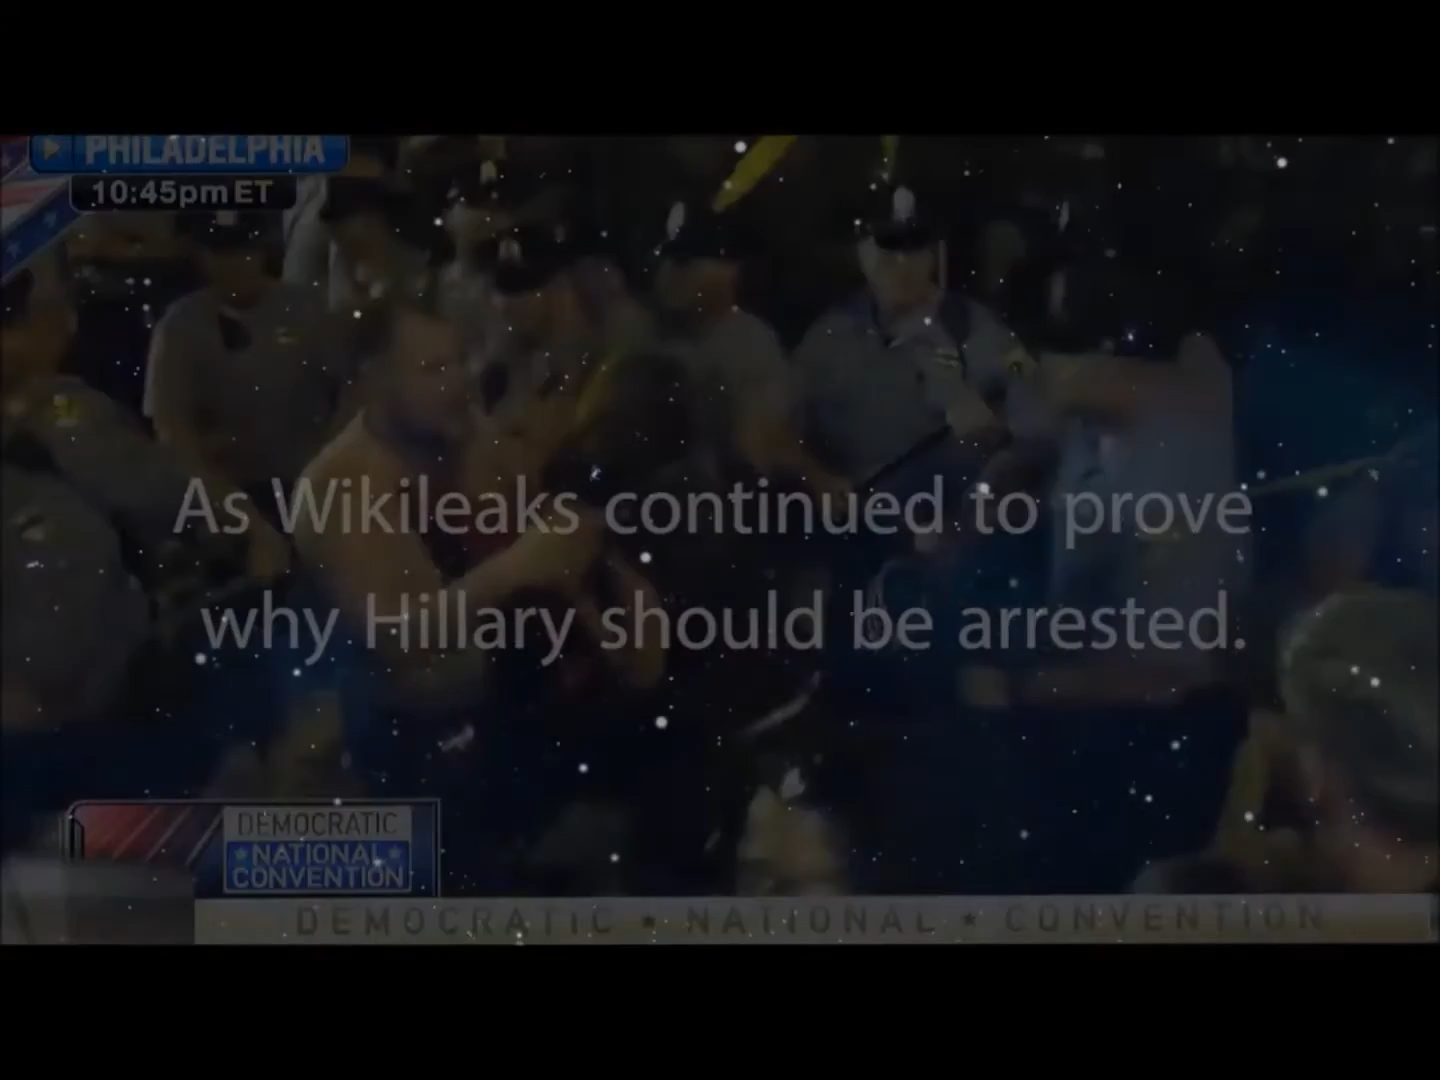 PHILADELPHIA
10:45pm ET
As Wikileaks continued to prove
why Hillary should be arrested.
DEMOCRATIC
NATIONAL
CONVENTION
DEMOCRATIC ★ NATIONAL ★ CONVENTION